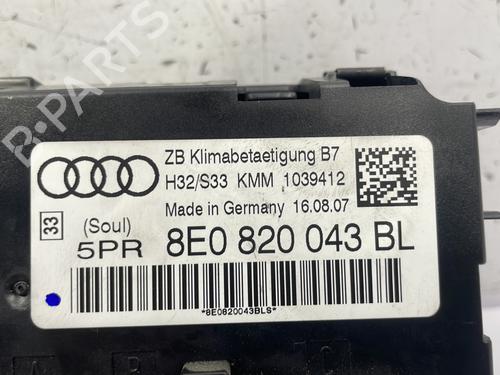 B-PARTS
ZB Klimabetaetigung B7
H32/S33 KMM 1039412
Made in Germany 16.08.07
33
(Soul)
5PR 8E0 820 043 BL
*8E0820043BLS*
A B C